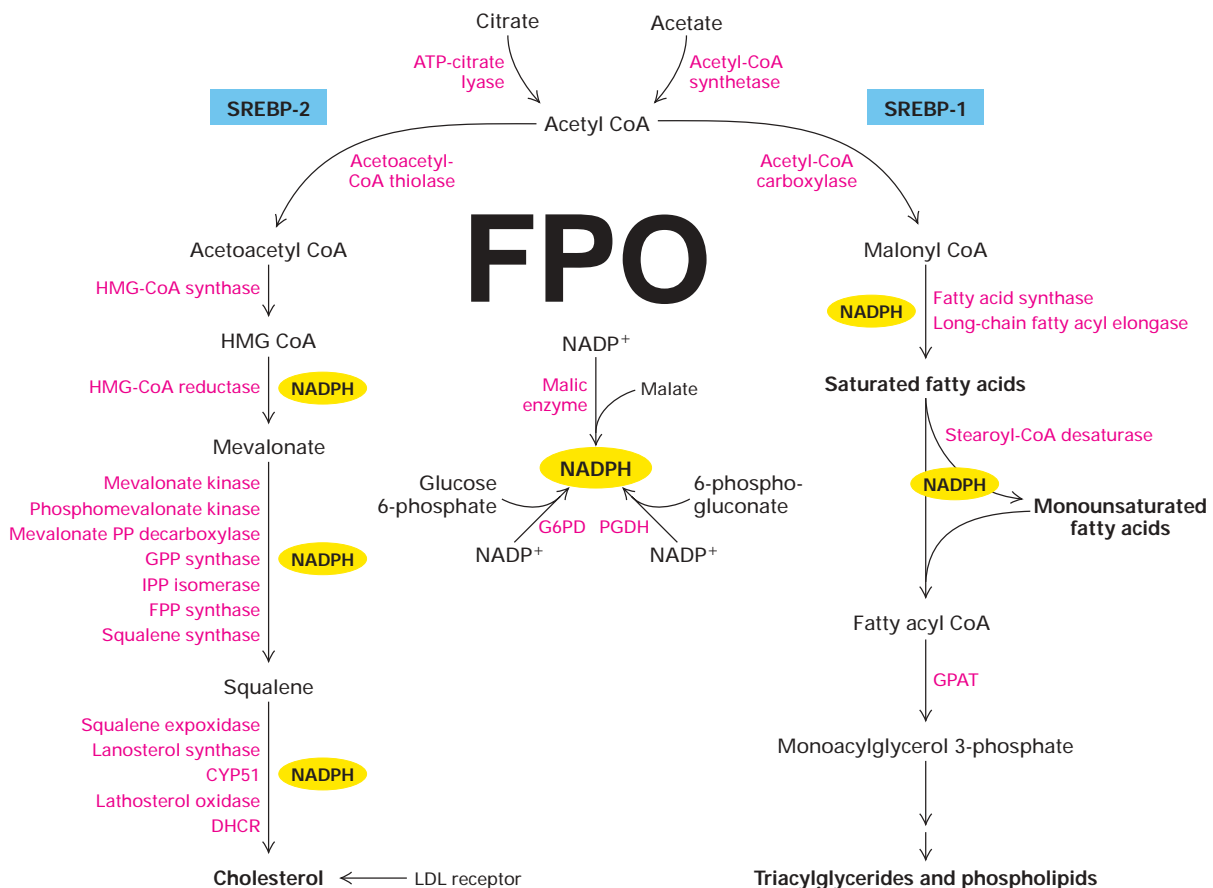 Citrate
Acetate
ATP-citrate
lyase
Acetyl-CoA
synthetase
SREBP-2
SREBP-1
Acetyl CoA
Acetoacetyl-
CoA thiolase
Acetyl-CoA
carboxylase
FPO
Acetoacetyl CoA
HMG-CoA synthase
HMG CoA
HMG-CoA reductase
NADPH
Mevalonate
Mevalonate kinase
Phosphomevalonate kinase
Mevalonate PP decarboxylase
GPP synthase
NADPH
IPP isomerase
FPP synthase
Squalene synthase
Squalene
Squalene expoxidase
Lanosterol synthase
CYP51
NADPH
Lathosterol oxidase
DHCR
Cholesterol
LDL receptor
NADP⁺
Malic
enzyme
Malate
NADPH
Glucose
6-phosphate
6-phospho-
gluconate
G6PD
PGDH
NADP⁺
NADP⁺
Malonyl CoA
NADPH
Fatty acid synthase
Long-chain fatty acyl elongase
Saturated fatty acids
Stearoyl-CoA desaturase
NADPH
Monounsaturated
fatty acids
Fatty acyl CoA
GPAT
Monoacylglycerol 3-phosphate
Triacylglycerides and phospholipids